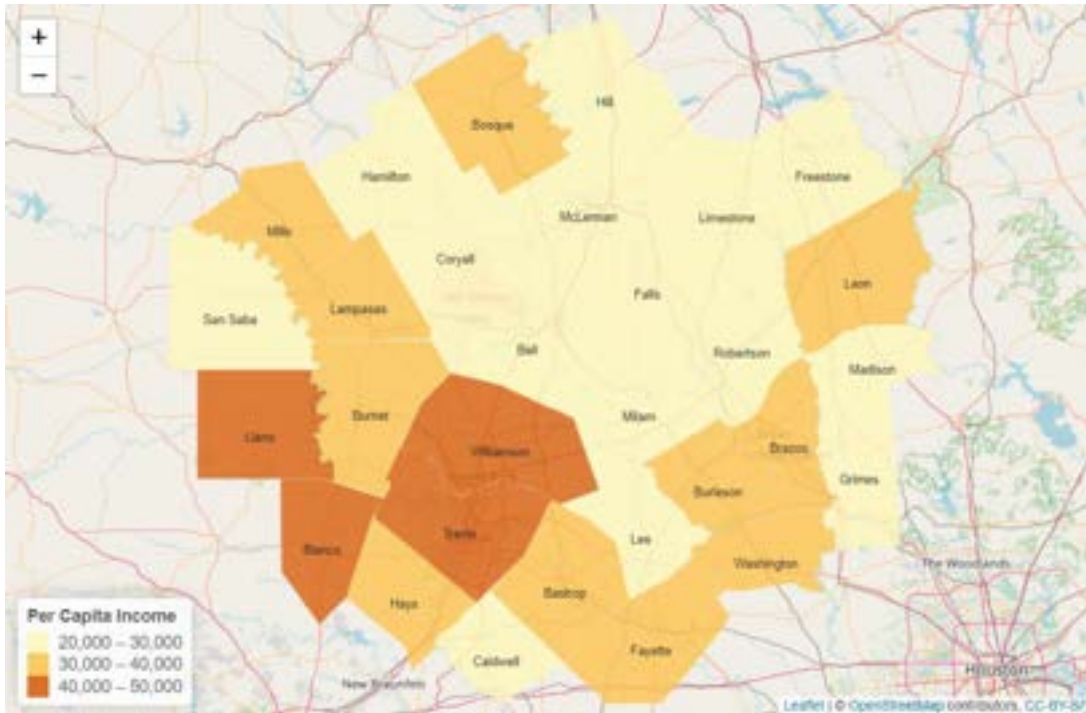 +
−
Hill
Bosque
Hamilton
Freestone
McLennan
Limestone
Mills
Coryell
Leon
Falls
Lampasas
San Saba
Bell
Robertson
Madison
Burnet
Milam
Llano
Williamson
Brazos
Grimes
Burleson
Travis
Lee
Blanco
Washington
The Woodlands
Bastrop
Hays
Per Capita Income
20,000 – 30,000
30,000 – 40,000
40,000 – 50,000
Fayette
Caldwell
Houston
New Braunfels
Leaflet | © OpenStreetMap contributors, CC-BY-SA